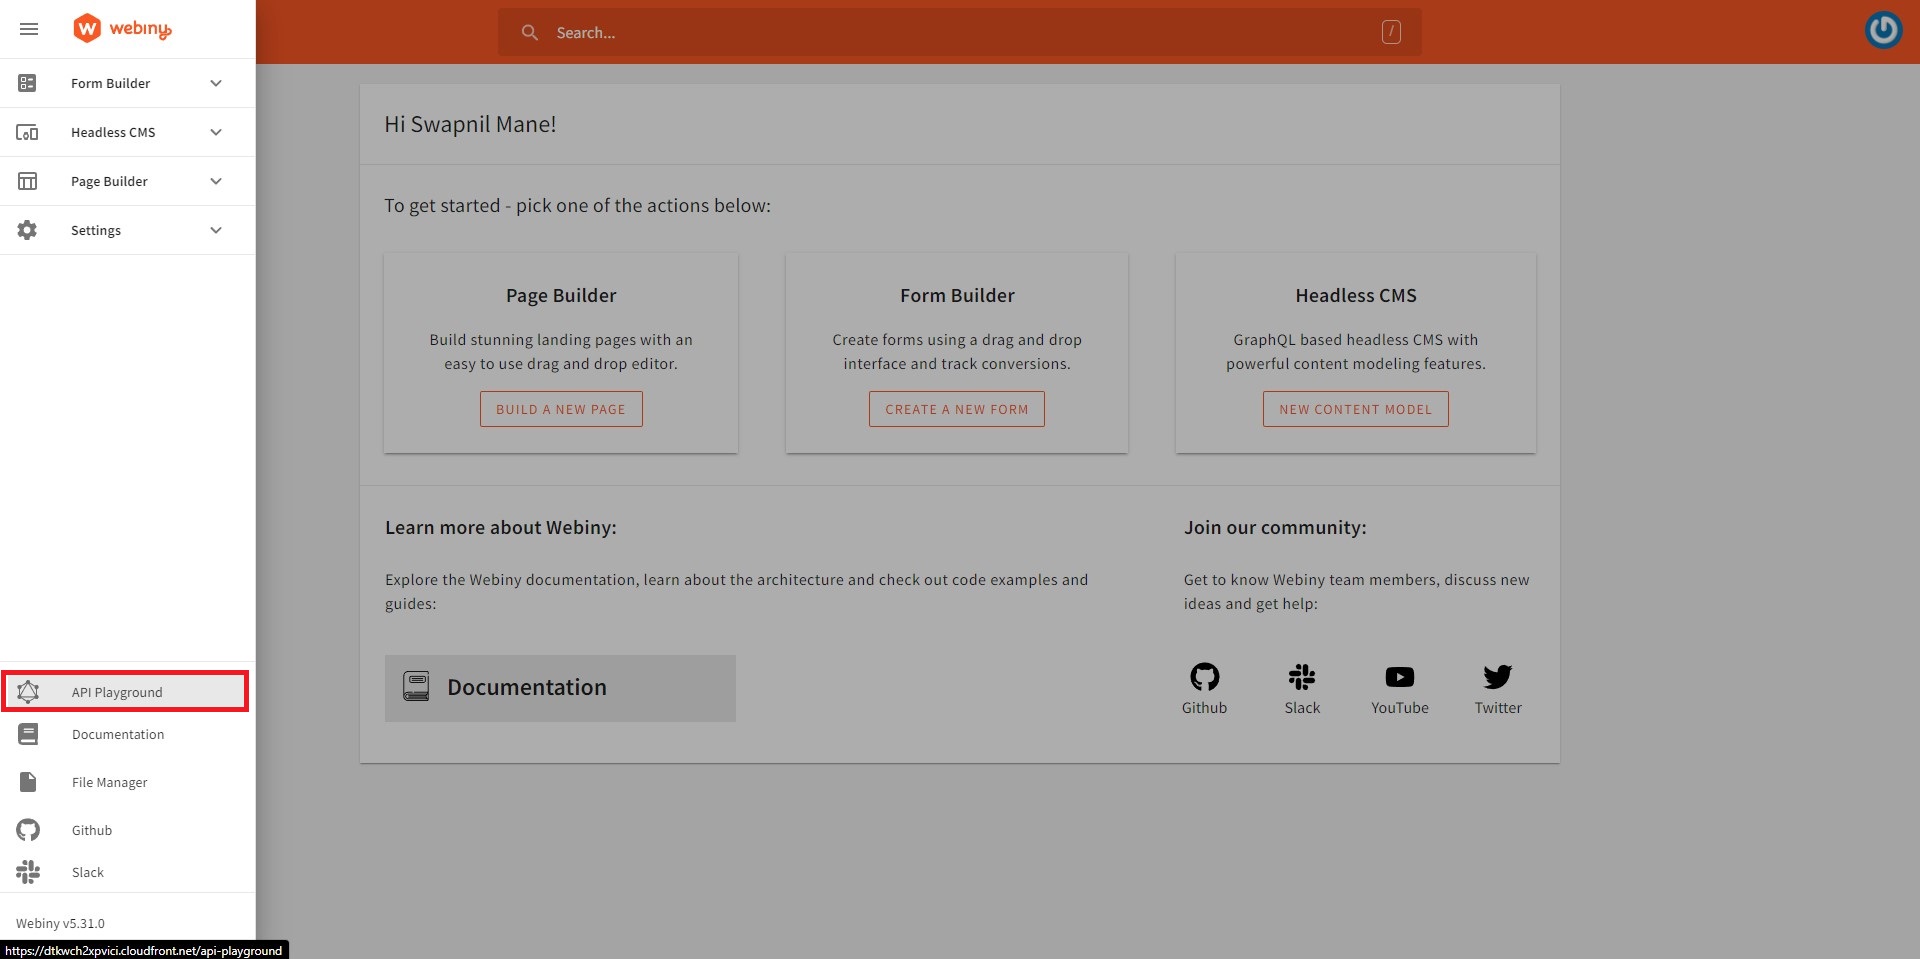 webiny
Search...
/
Form Builder
Headless CMS
Page Builder
Settings
API Playground
Documentation
File Manager
Github
Slack
Webiny v5.31.0
https://dtkwch2xpvici.cloudfront.net/api-playground
Hi Swapnil Mane!
To get started - pick one of the actions below:
Page Builder
Build stunning landing pages with an
easy to use drag and drop editor.
BUILD A NEW PAGE
Form Builder
Create forms using a drag and drop
interface and track conversions.
CREATE A NEW FORM
Headless CMS
GraphQL based headless CMS with
powerful content modeling features.
NEW CONTENT MODEL
Learn more about Webiny:
Explore the Webiny documentation, learn about the architecture and check out code examples and
guides:
Documentation
Join our community:
Get to know Webiny team members, discuss new
ideas and get help:
Github
Slack
YouTube
Twitter